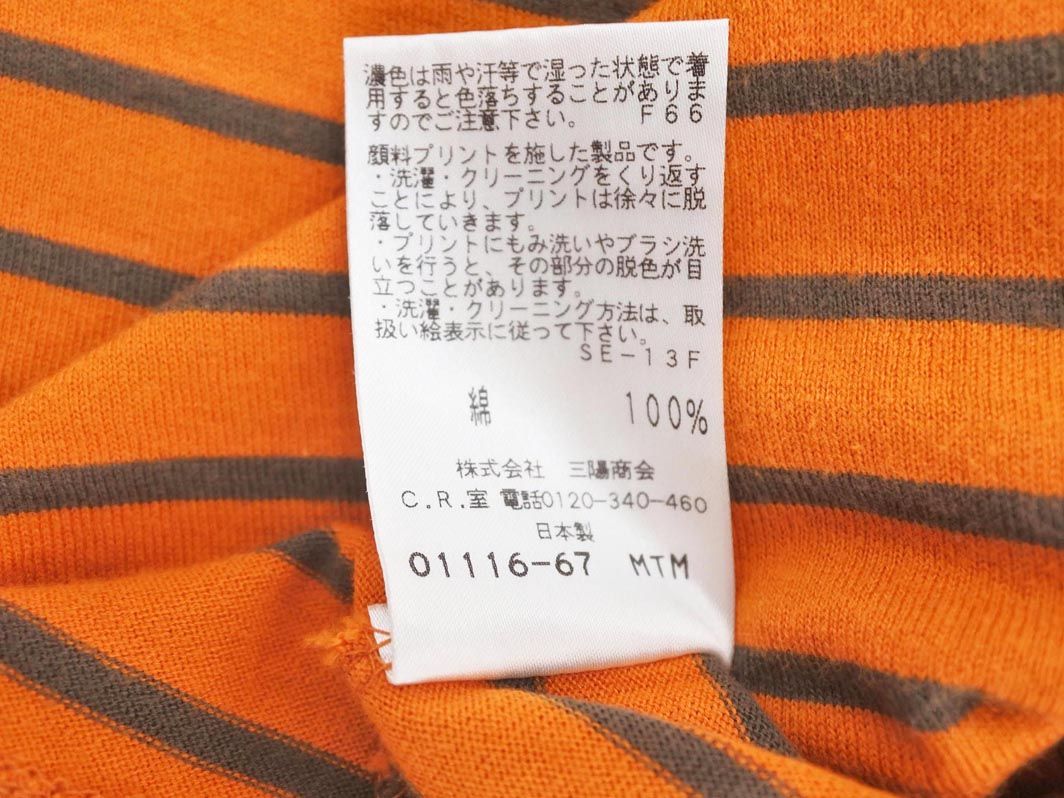 濃色は雨や汗等で湿った状態で着
用すると色落ちすることがありま
すのでご注意下さい。 F66
顔料プリントを施した製品です。
・洗濯・クリーニングをくり返す
ことにより、プリントは徐々に脱
落していきます。
・プリントにもみ洗いやブラシ洗
いを行うと、その部分の脱色が目
立つことがあります。
・洗濯・クリーニング方法は、取
扱い絵表示に従って下さい。
SE-13F
綿 100%
株式会社 三陽商会
C.R.室 電話0120-340-460
日本製
01116-67 MTM